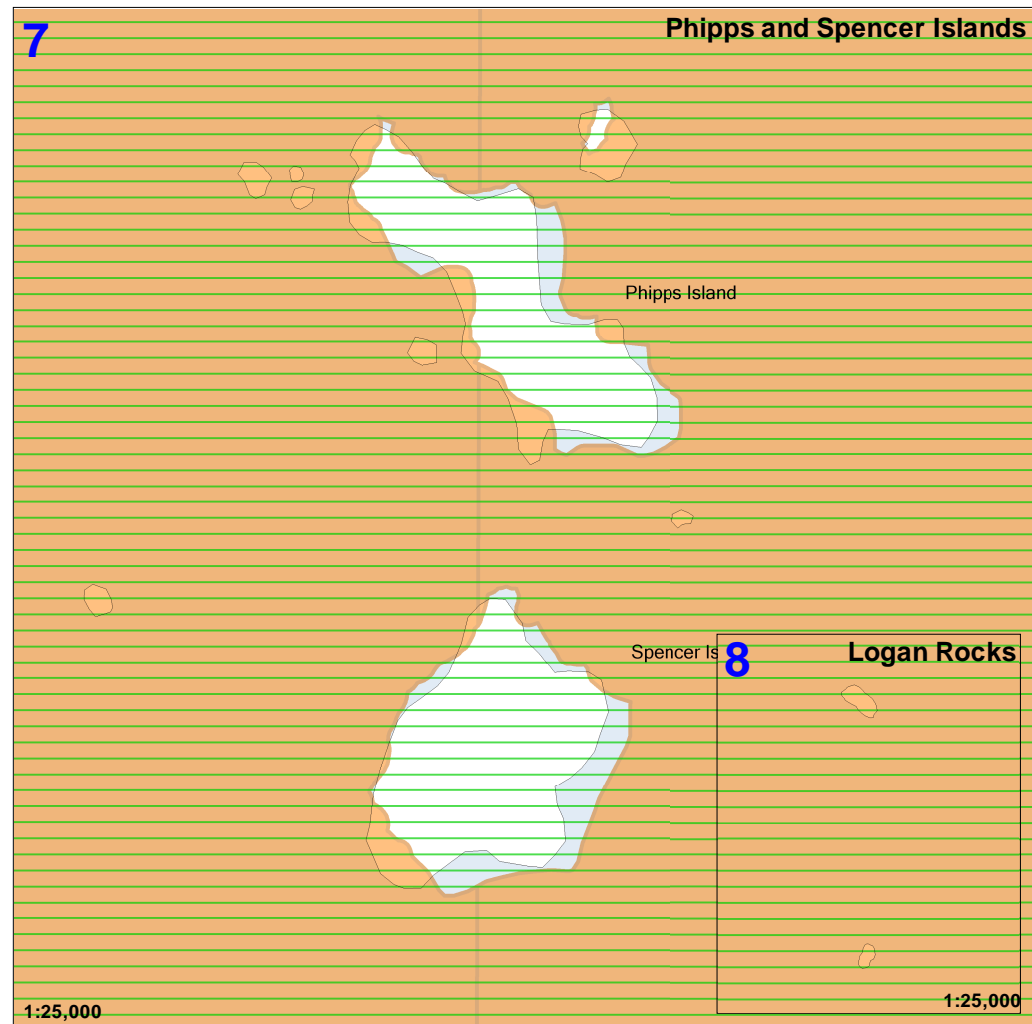 7
Phipps and Spencer Islands
Phipps Island
Spencer Is
8
Logan Rocks
1:25,000
1:25,000